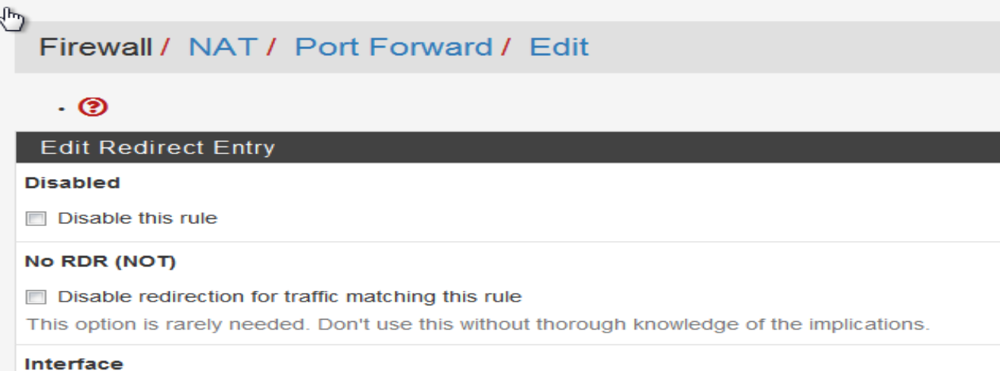 Firewall / NAT / Port Forward / Edit
?
Edit Redirect Entry
Disabled
Disable this rule
No RDR (NOT)
Disable redirection for traffic matching this rule
This option is rarely needed. Don't use this without thorough knowledge of the implications.
Interface